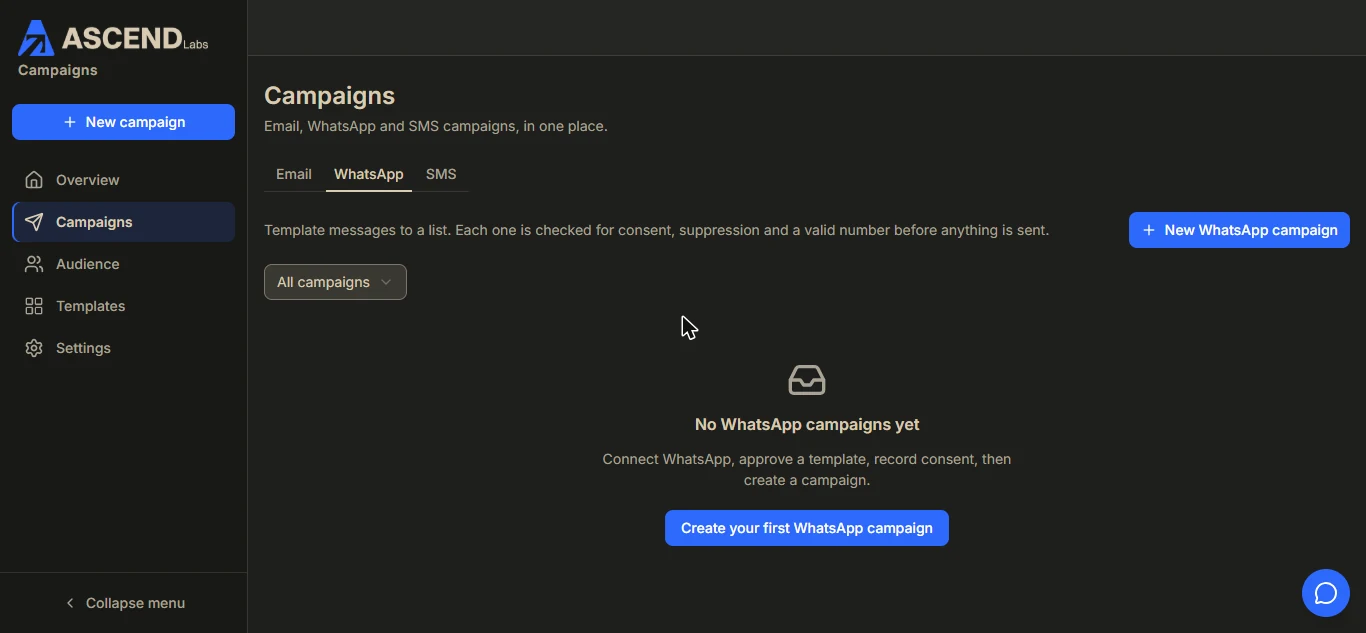 ASCEND Labs
Campaigns
+ New campaign
Overview
Campaigns
Audience
Templates
Settings
Collapse menu
Campaigns
Email, WhatsApp and SMS campaigns, in one place.
Email WhatsApp SMS
Template messages to a list. Each one is checked for consent, suppression and a valid number before anything is sent.
+ New WhatsApp campaign
All campaigns
No WhatsApp campaigns yet
Connect WhatsApp, approve a template, record consent, then
create a campaign.
Create your first WhatsApp campaign